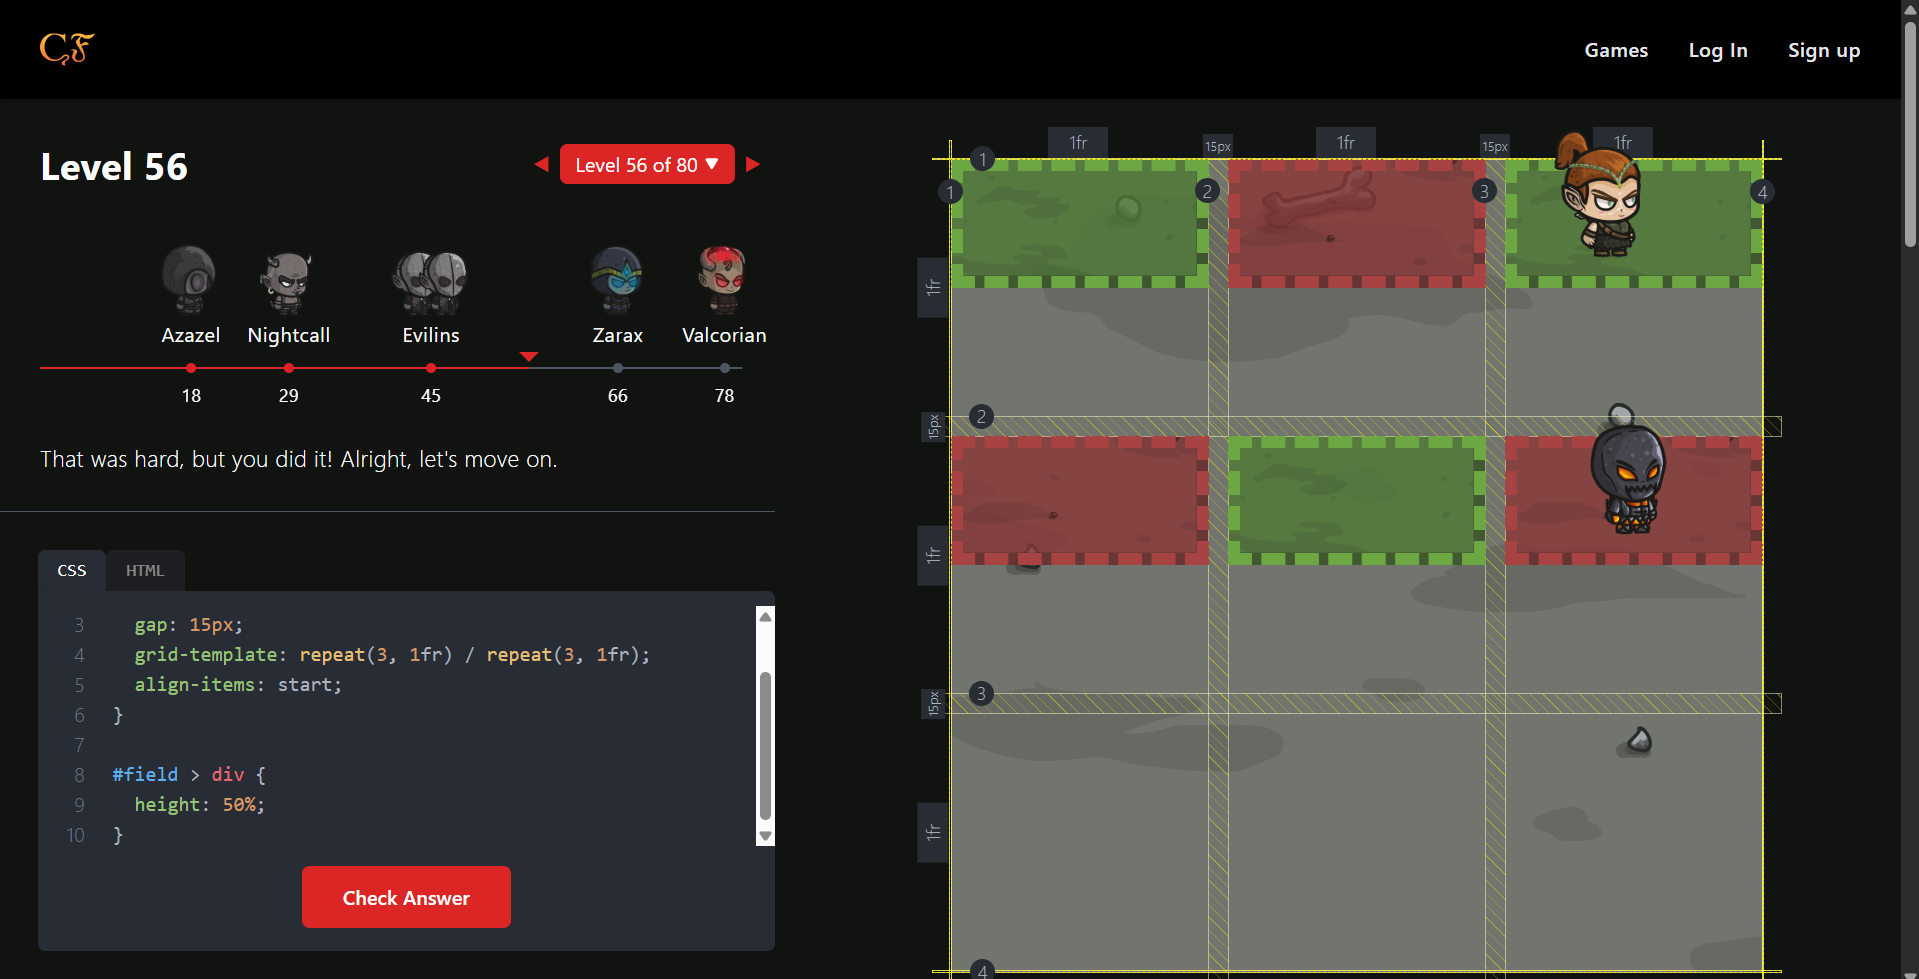 CF
Games
Log In
Sign up
Level 56
Level 56 of 80 ▼
Azazel
Nightcall
Evilins
Zarax
Valcorian
18
29
45
66
78
That was hard, but you did it! Alright, let's move on.
CSS
HTML
3 gap: 15px;
4 grid-template: repeat(3, 1fr) / repeat(3, 1fr);
5 align-items: start;
6 }
7
8 #field > div {
9 height: 50%;
10 }
Check Answer
1fr
15px
1fr
15px
1fr
1
1
2
3
4
1fr
15px
2
1fr
15px
3
1fr
4